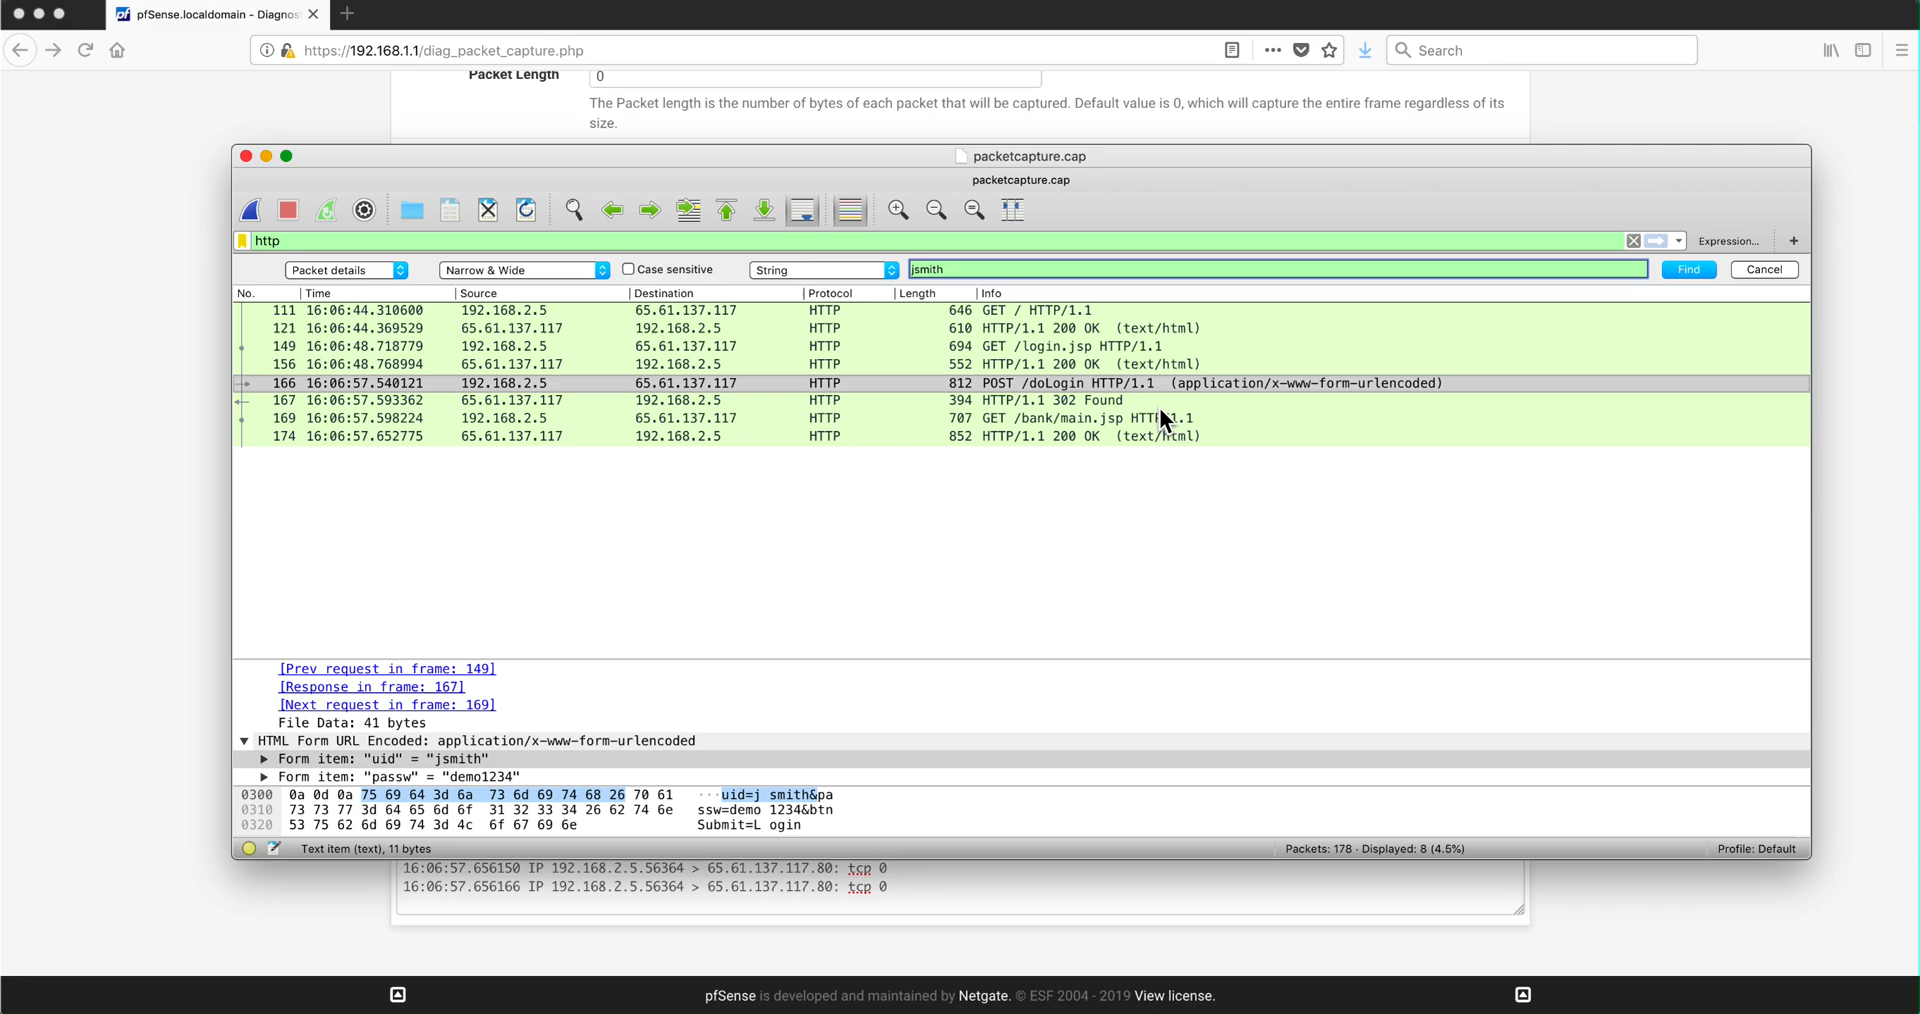 pfSense.localdomain - Diagnos
https://192.168.1.1/diag_packet_capture.php
Search
Packet Length
0
The Packet length is the number of bytes of each packet that will be captured. Default value is 0, which will capture the entire frame regardless of its
size.
packetcapture.cap
packetcapture.cap
http
Expression...
+
Packet details
Narrow & Wide
Case sensitive
String
jsmith
Find
Cancel
No. Time Source Destination Protocol Length Info
111 16:06:44.310600 192.168.2.5 65.61.137.117 HTTP 646 GET / HTTP/1.1
121 16:06:44.369529 65.61.137.117 192.168.2.5 HTTP 610 HTTP/1.1 200 OK (text/html)
149 16:06:48.718779 192.168.2.5 65.61.137.117 HTTP 694 GET /login.jsp HTTP/1.1
156 16:06:48.768994 65.61.137.117 192.168.2.5 HTTP 552 HTTP/1.1 200 OK (text/html)
166 16:06:57.540121 192.168.2.5 65.61.137.117 HTTP 812 POST /doLogin HTTP/1.1 (application/x-www-form-urlencoded)
167 16:06:57.593362 65.61.137.117 192.168.2.5 HTTP 394 HTTP/1.1 302 Found
169 16:06:57.598224 192.168.2.5 65.61.137.117 HTTP 707 GET /bank/main.jsp HTTP/1.1
174 16:06:57.652775 65.61.137.117 192.168.2.5 HTTP 852 HTTP/1.1 200 OK (text/html)
[Prev request in frame: 149]
[Response in frame: 167]
[Next request in frame: 169]
File Data: 41 bytes
HTML Form URL Encoded: application/x-www-form-urlencoded
Form item: "uid" = "jsmith"
Form item: "passw" = "demo1234"
0300 0a 0d 0a 75 69 64 3d 6a 73 6d 69 74 68 26 70 61 ···uid=j smith&pa
0310 73 73 77 3d 64 65 6d 6f 31 32 33 34 26 62 74 6e ssw=demo 1234&btn
0320 53 75 62 6d 69 74 3d 4c 6f 67 69 6e Submit=L ogin
Text item (text), 11 bytes
Packets: 178 · Displayed: 8 (4.5%)
Profile: Default
16:06:57.656150 IP 192.168.2.5.56364 > 65.61.137.117.80: tcp 0
16:06:57.656166 IP 192.168.2.5.56364 > 65.61.137.117.80: tcp 0
pfSense is developed and maintained by Netgate. © ESF 2004 - 2019 View license.